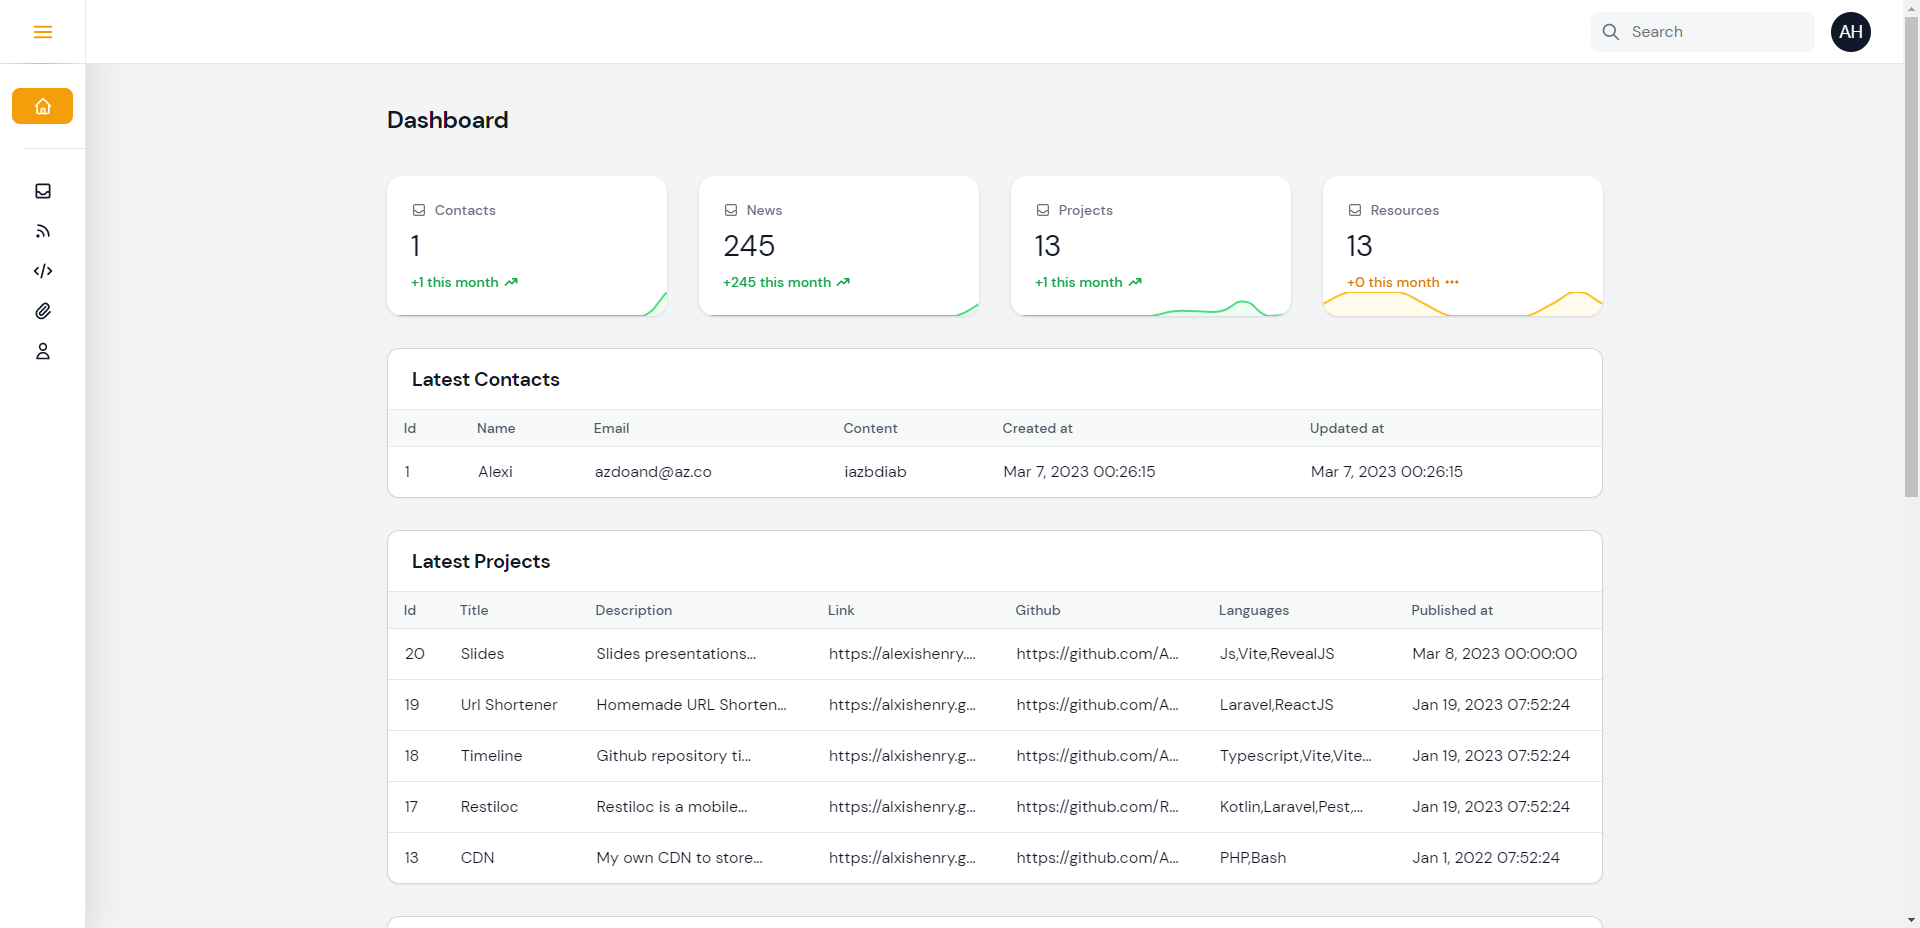 Search
AH
Dashboard
Contacts
1
+1 this month
News
245
+245 this month
Projects
13
+1 this month
Resources
13
+0 this month
Latest Contacts
Id Name Email Content Created at Updated at
1 Alexi azdoand@az.co iazbdiab Mar 7, 2023 00:26:15 Mar 7, 2023 00:26:15
Latest Projects
Id Title Description Link Github Languages Published at
20 Slides Slides presentations... https://alexishenry.... https://github.com/A... Js,Vite,RevealJS Mar 8, 2023 00:00:00
19 Url Shortener Homemade URL Shorten... https://alxishenry.g... https://github.com/A... Laravel,ReactJS Jan 19, 2023 07:52:24
18 Timeline Github repository ti... https://alxishenry.g... https://github.com/A... Typescript,Vite,Vite... Jan 19, 2023 07:52:24
17 Restiloc Restiloc is a mobile... https://alxishenry.g... https://github.com/R... Kotlin,Laravel,Pest,... Jan 19, 2023 07:52:24
13 CDN My own CDN to store... https://alxishenry.g... https://github.com/A... PHP,Bash Jan 1, 2022 07:52:24